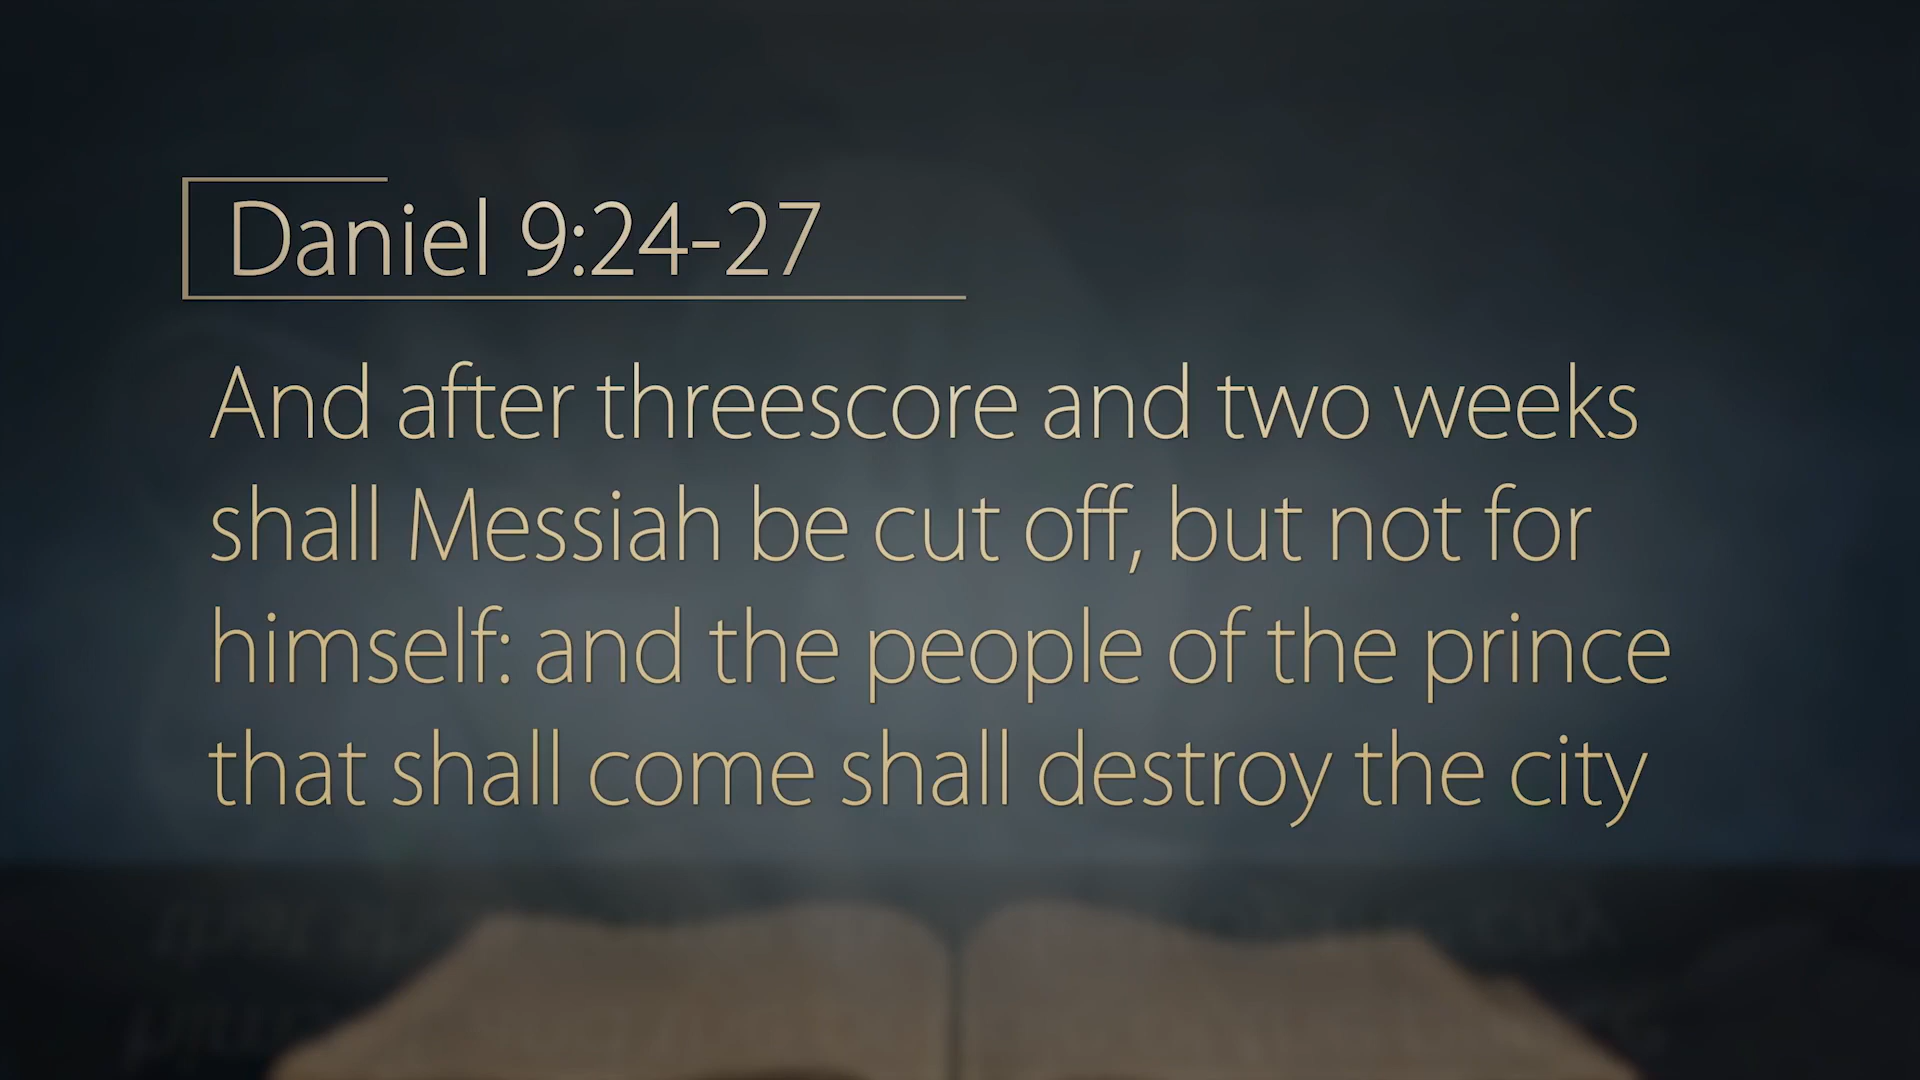 Daniel 9:24-27
And after threescore and two weeks
shall Messiah be cut off, but not for
himself: and the people of the prince
that shall come shall destroy the city